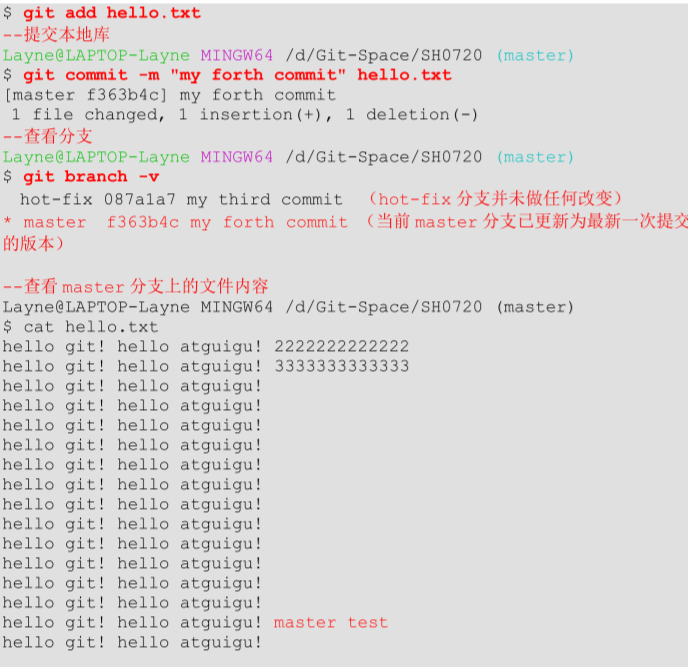 $ git add hello.txt
--提交本地库
Layne@LAPTOP-Layne MINGW64 /d/Git-Space/SH0720 (master)
$ git commit -m "my forth commit" hello.txt
[master f363b4c] my forth commit
 1 file changed, 1 insertion(+), 1 deletion(-)
--查看分支
Layne@LAPTOP-Layne MINGW64 /d/Git-Space/SH0720 (master)
$ git branch -v
  hot-fix 087a1a7 my third commit （hot-fix 分支并未做任何改变）
* master  f363b4c my forth commit （当前 master 分支已更新为最新一次提交
的版本）
--查看 master 分支上的文件内容
Layne@LAPTOP-Layne MINGW64 /d/Git-Space/SH0720 (master)
$ cat hello.txt
hello git! hello atguigu! 2222222222222
hello git! hello atguigu! 3333333333333
hello git! hello atguigu!
hello git! hello atguigu!
hello git! hello atguigu!
hello git! hello atguigu!
hello git! hello atguigu!
hello git! hello atguigu!
hello git! hello atguigu!
hello git! hello atguigu!
hello git! hello atguigu!
hello git! hello atguigu!
hello git! hello atguigu!
hello git! hello atguigu!
hello git! hello atguigu! master test
hello git! hello atguigu!